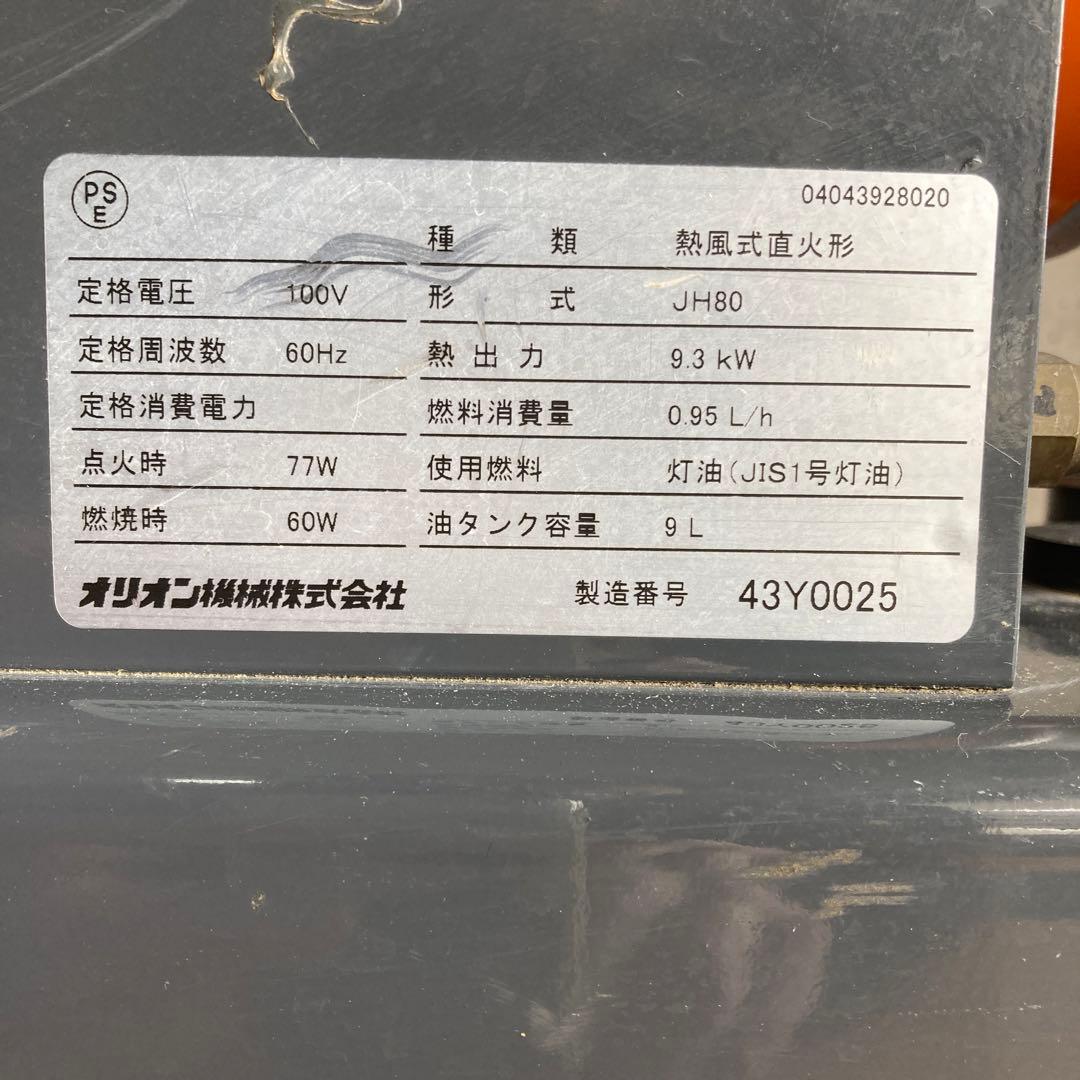 PS
E
04043928020
種 類 熱風式直火形
定格電圧 100V 形 式 JH80
定格周波数 60Hz 熱出力 9.3 kW
定格消費電力 燃料消費量 0.95 L/h
点火時 77W 使用燃料 灯油(JIS1号灯油)
燃焼時 60W 油タンク容量 9 L
オリオン機械株式会社 製造番号 43Y0025